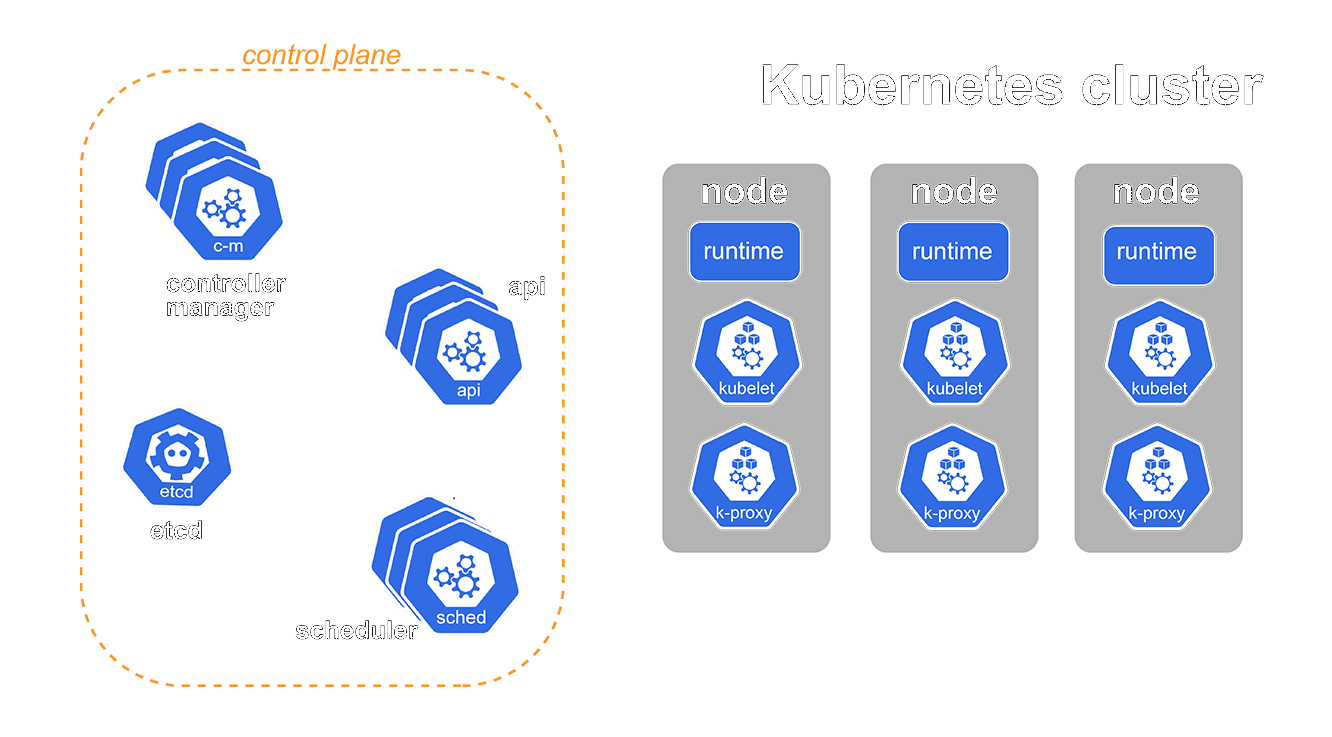 control plane
Kubernetes cluster
c-m
controller
manager
api
api
etcd
etcd
sched
scheduler
node
runtime
kubelet
k-proxy
node
runtime
kubelet
k-proxy
node
runtime
kubelet
k-proxy